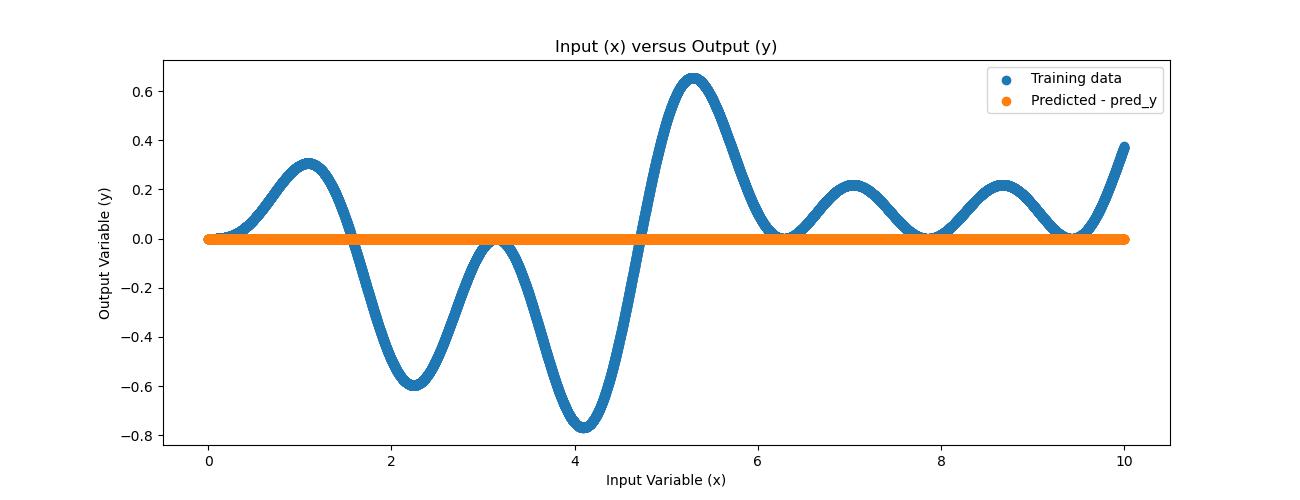 Input (x) versus Output (y)
Training data
Predicted - pred_y
Output Variable (y)
0.6
0.4
0.2
0.0
−0.2
−0.4
−0.6
−0.8
0 2 4 6 8 10
Input Variable (x)